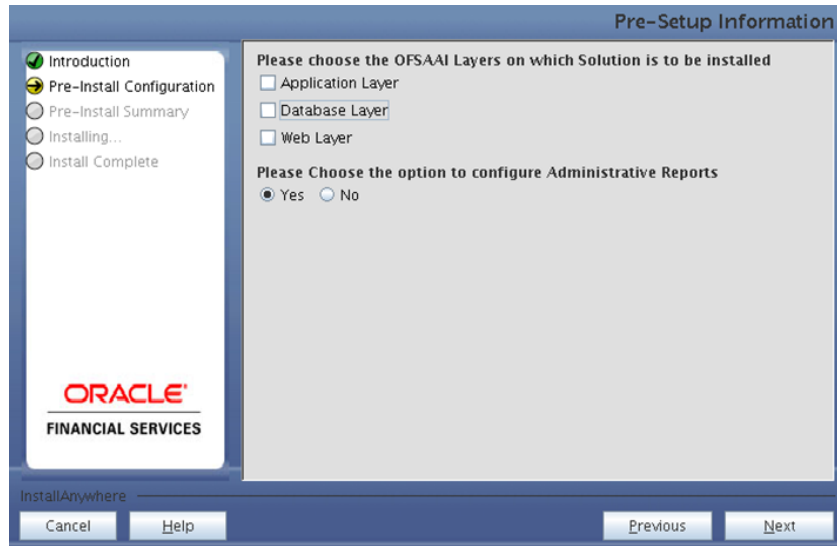 Pre-Setup Information
Introduction
Pre-Install Configuration
Pre-Install Summary
Installing...
Install Complete
ORACLE®
FINANCIAL SERVICES
Please choose the OFSAAI Layers on which Solution is to be installed
Application Layer
Database Layer
Web Layer
Please Choose the option to configure Administrative Reports
Yes No
InstallAnywhere
Cancel Help Previous Next